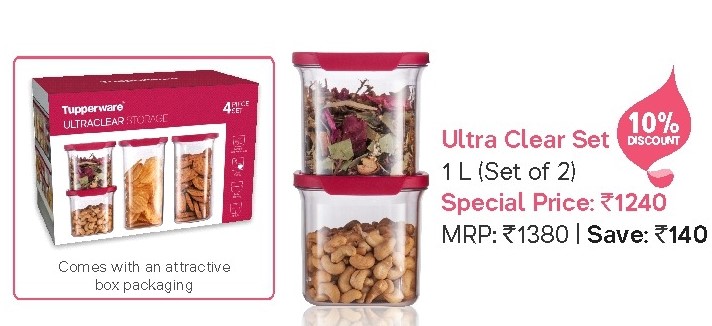 Tupperware
ULTRACLEAR STORAGE
4 PIECE
SET
Comes with an attractive
box packaging
Ultra Clear Set
1 L (Set of 2)
Special Price: ₹1240
MRP: ₹1380 | Save: ₹140
10%
DISCOUNT